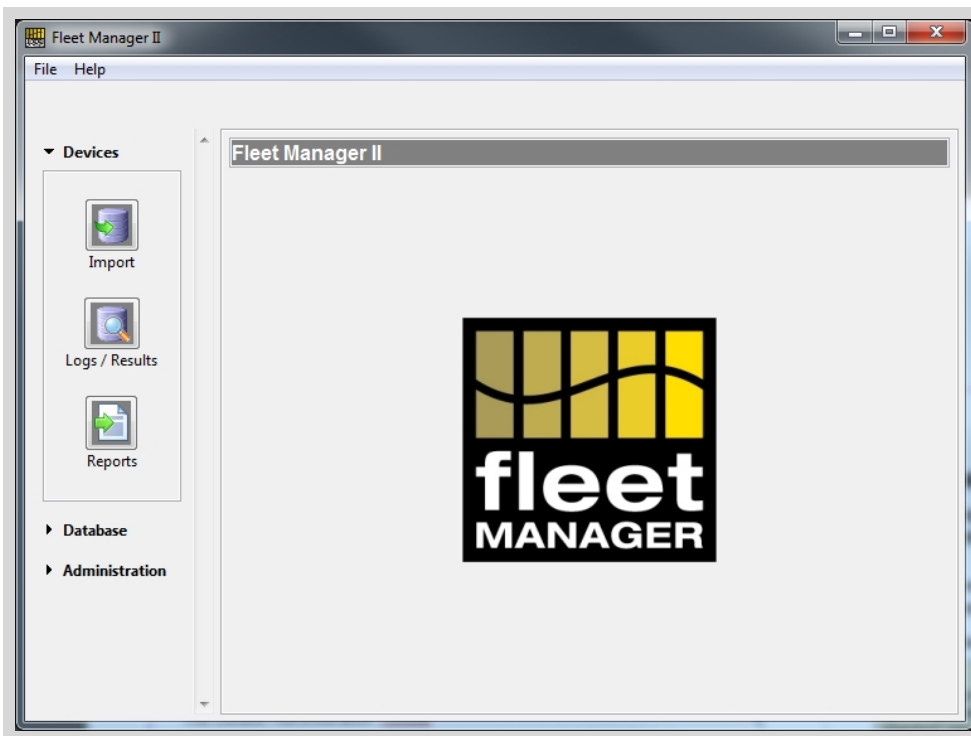 Fleet Manager II
File Help
Devices
Fleet Manager II
Import
Logs / Results
Reports
fleet
MANAGER
Database
Administration